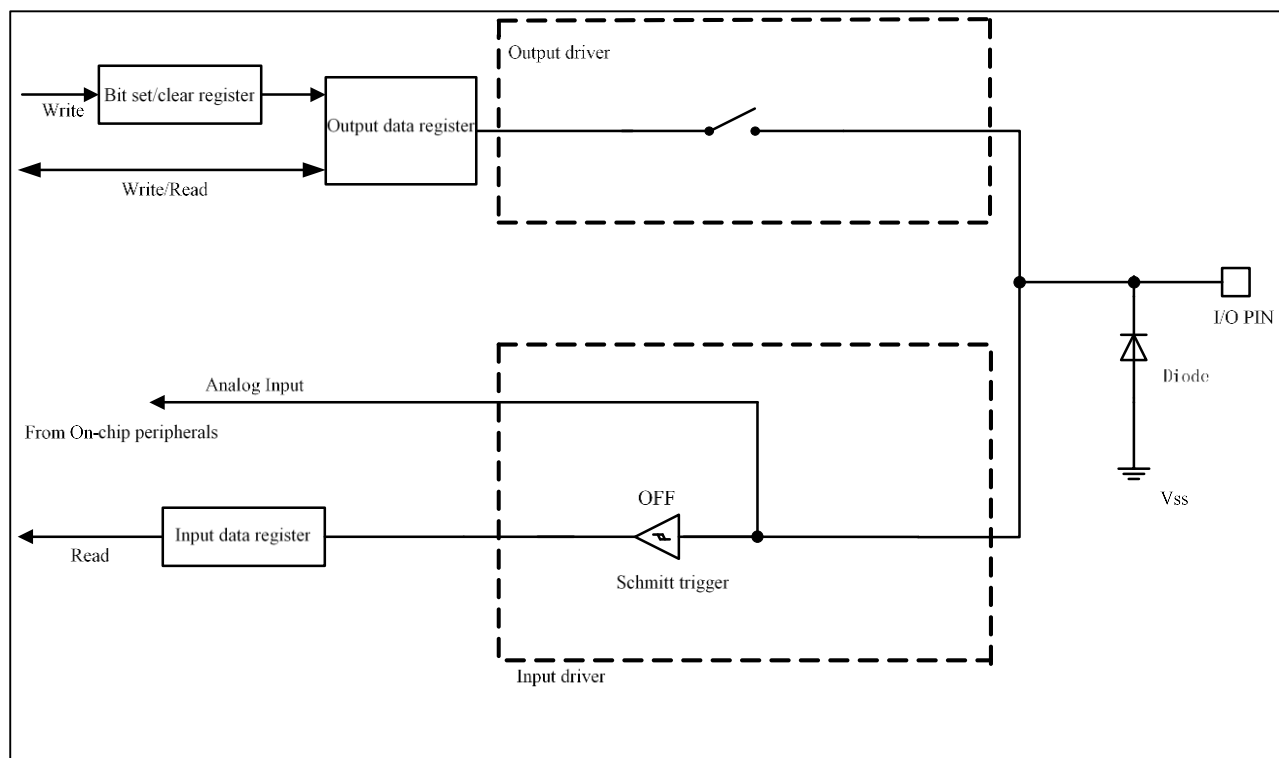 Output driver
Write
Bit set/clear register
Output data register
Write/Read
I/O PIN
Diode
Vss
Analog Input
From On-chip peripherals
OFF
Schmitt trigger
Input data register
Read
Input driver